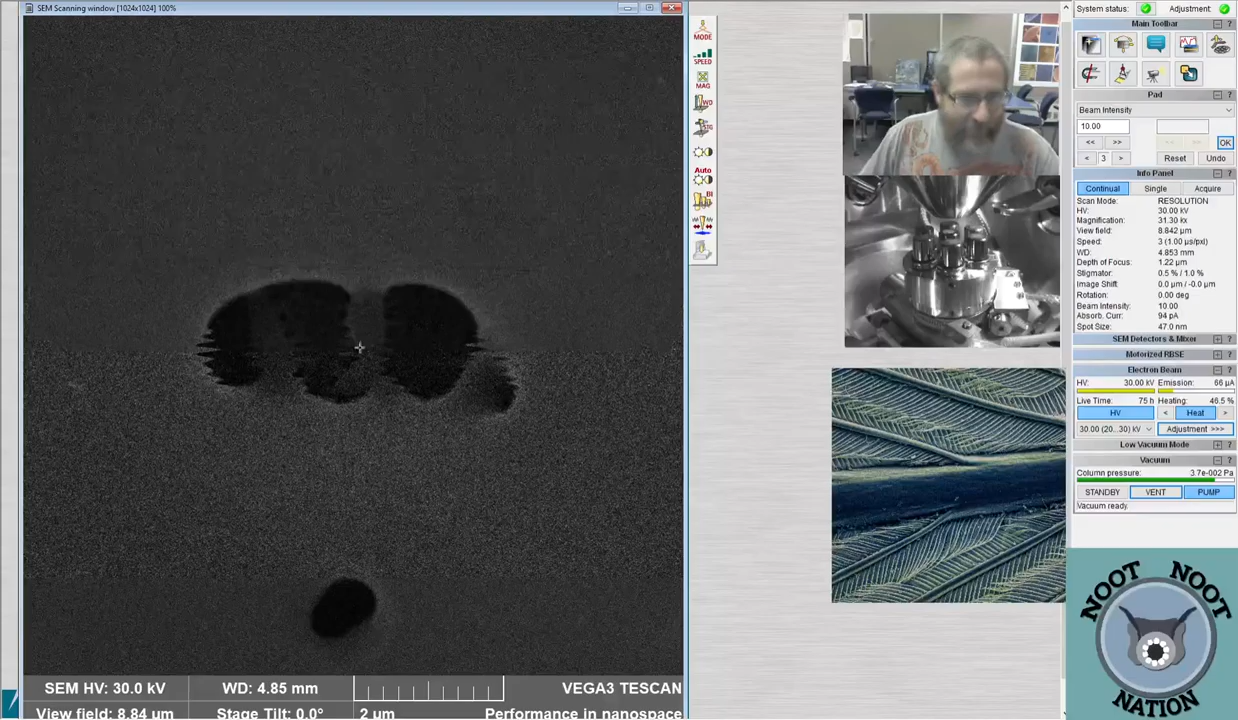 SEM Scanning window [1024x1024] 100%
MODE
SPEED
MAG
WD
Auto
System status:
Adjustment:
Main Toolbar
Pad
Beam Intensity
10.00
<< >>
OK
< 3 >
Reset
Undo
Info Panel
Continual Single Acquire
Scan Mode: RESOLUTION
HV: 30.00 kV
Magnification: 31.30 kx
View field: 8.842 µm
Speed: 3 (1.00 µs/pxl)
WD: 4.853 mm
Depth of Focus: 1.22 µm
Stigmator: 0.5 % / 1.0 %
Image Shift: 0.0 µm / -0.0 µm
Rotation: 0.00 deg
Beam Intensity: 10.00
Absorb. Curr: 94 pA
Spot Size: 47.0 nm
SEM Detectors & Mixer
Motorized RBSE
Electron Beam
HV: 30.00 kV Emission: 66 µA
Live Time: 75 h Heating: 46.5 %
HV < Heat >
30.00 (20...30) kV Adjustment >>>
Low Vacuum Mode
Vacuum
Column pressure: 3.7e-002 Pa
STANDBY VENT PUMP
Vacuum ready.
NOOT NOOT
NATION
SEM HV: 30.0 kV WD: 4.85 mm VEGA3 TESCAN
View field: 8.84 µm Stage Tilt: 0.0° 2 µm Performance in nanospace